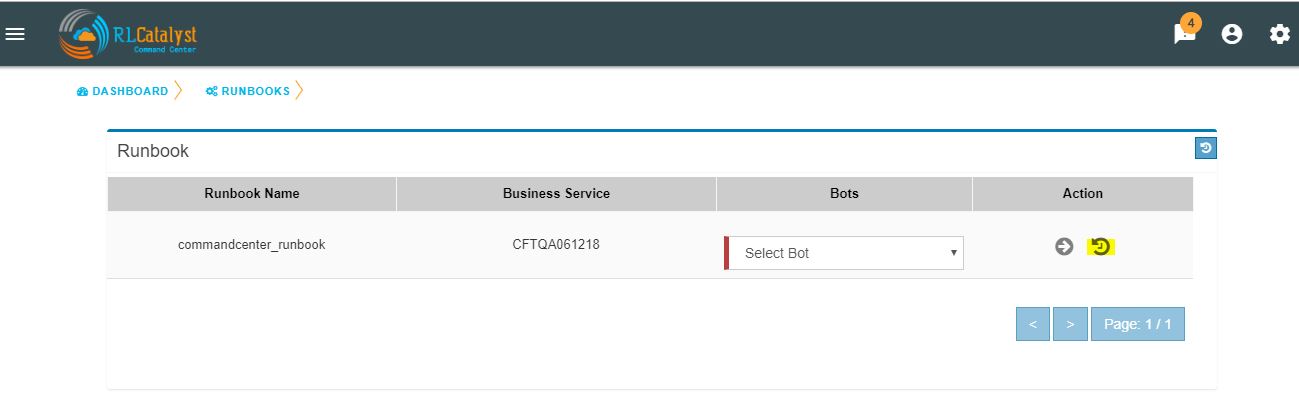 4
RLCatalyst
Command Center
DASHBOARD
RUNBOOKS
Runbook
Runbook Name Business Service Bots Action
commandcenter_runbook CFTQA061218 Select Bot
< > Page: 1 / 1